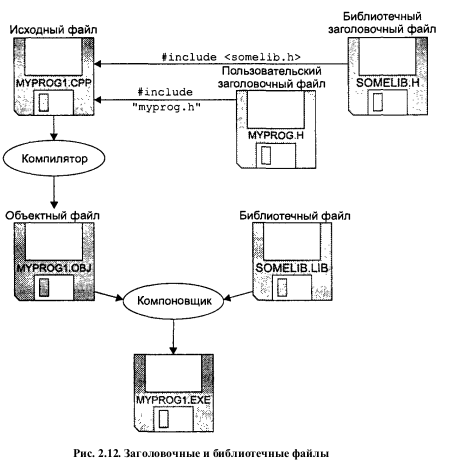 Библиотечный
заголовочный файл
Исходный файл
#include <somelib.h>
MYPROG1.CPP
SOMELIB.H
Пользовательский
заголовочный файл
#include
"myprog.h"
MYPROG.H
Компилятор
Объектный файл
Библиотечный файл
MYPROG1.OBJ
SOMELIB.LIB
Компоновщик
MYPROG1.EXE
Рис. 2.12. Заголовочные и библиотечные файлы